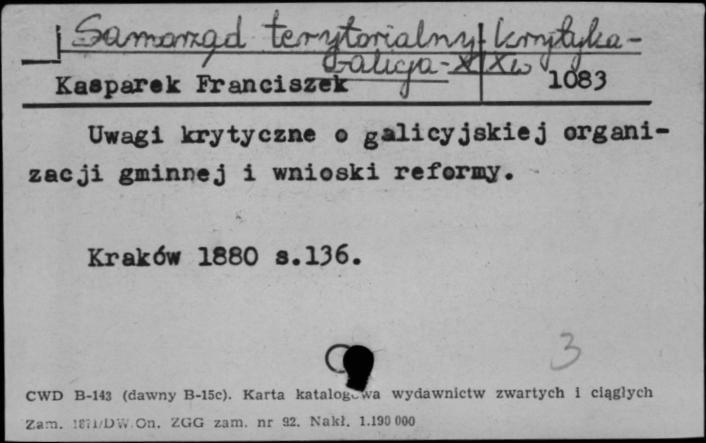 Samorząd terytorialny - krytyka -
Galicja - XIXw
Kasparek Franciszek 1083
Uwagi krytyczne o galicyjskiej organi-
zacji gminnej i wnioski reformy.
Kraków 1880 s.136.
3
CWD B-143 (dawny B-15c). Karta katalogowa wydawnictw zwartych i ciągłych
Zam. 1871/DW.On. ZGG zam. nr 92. Nakł. 1.190 000